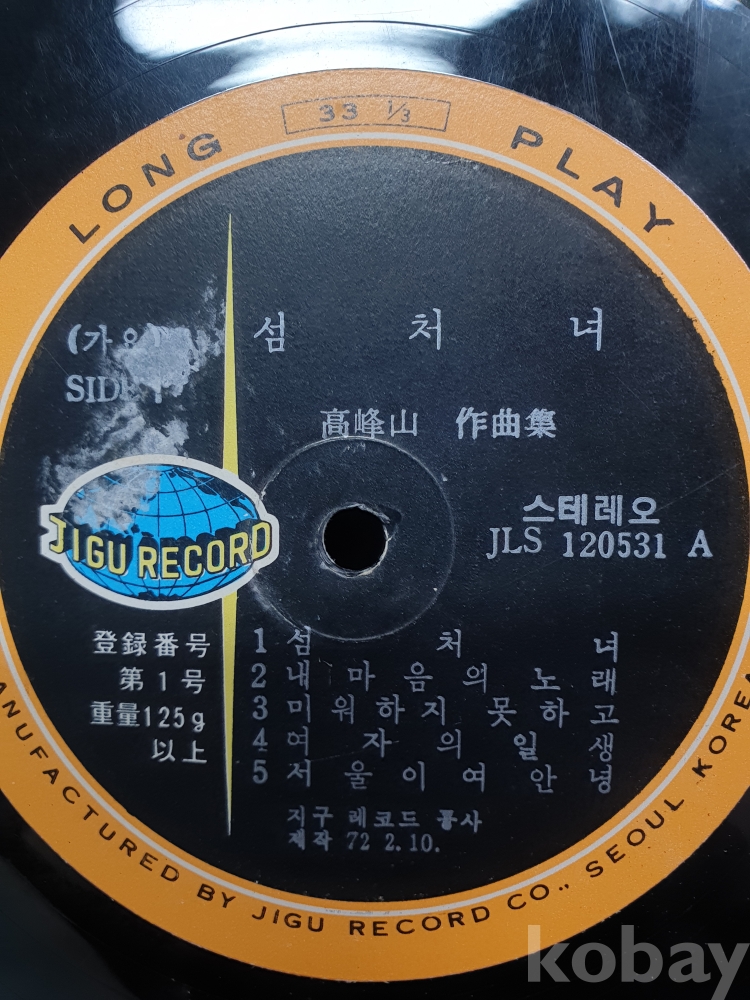 LONG 33 ⅓ PLAY
(가요)
섬 처 녀
SIDE 1
高峰山 作曲集
스테레오
JLS 120531 A
JIGU RECORD
登録番号
第1号
重量125g
以上
1 섬 처 녀
2 내 마 음 의 노 래
3 미 워 하 지 못 하 고
4 여 자 의 일 생
5 저 울 이 여 안 녕
지구 레코드 공사
제작 72 2.10.
MANUFACTURED BY JIGU RECORD CO., SEOUL KOREA
kobay